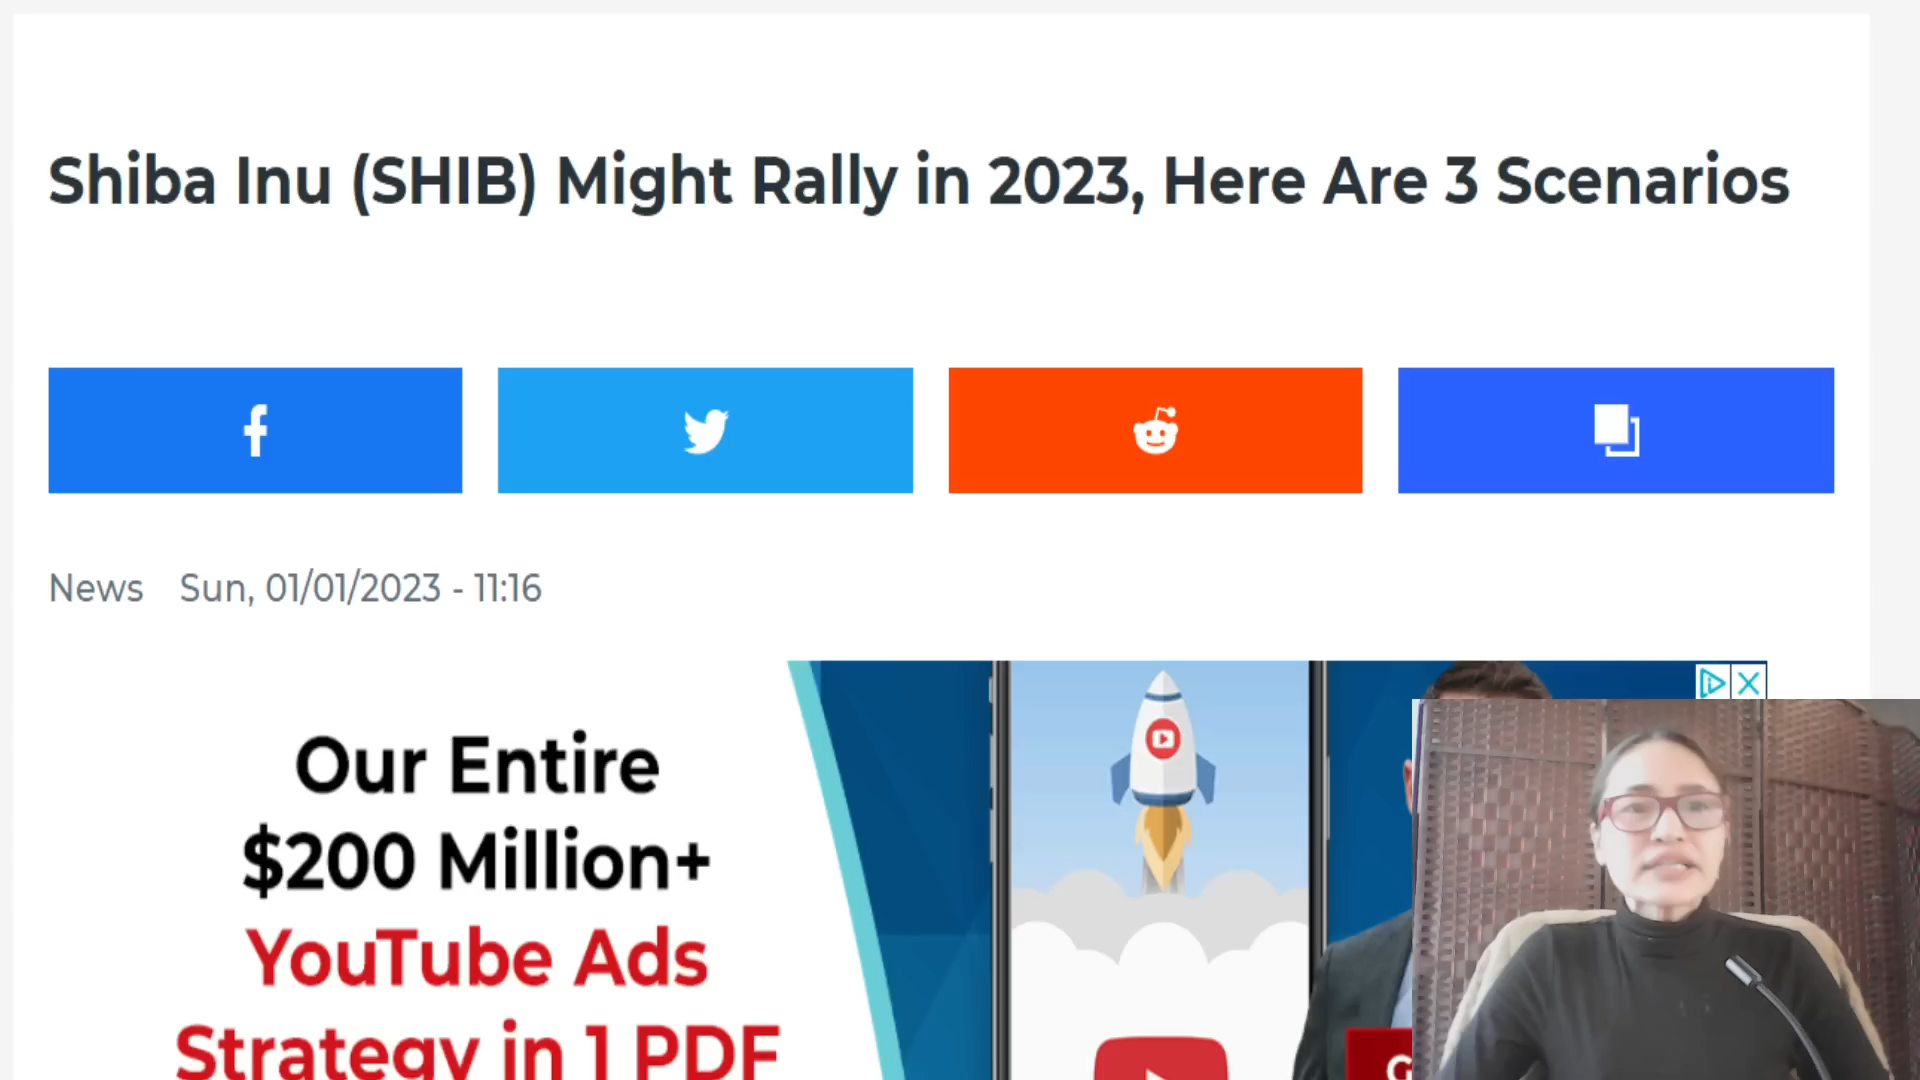 Shiba Inu (SHIB) Might Rally in 2023, Here Are 3 Scenarios
News Sun, 01/01/2023 - 11:16
Our Entire
$200 Million+
YouTube Ads
Strategy in 1 PDF
G